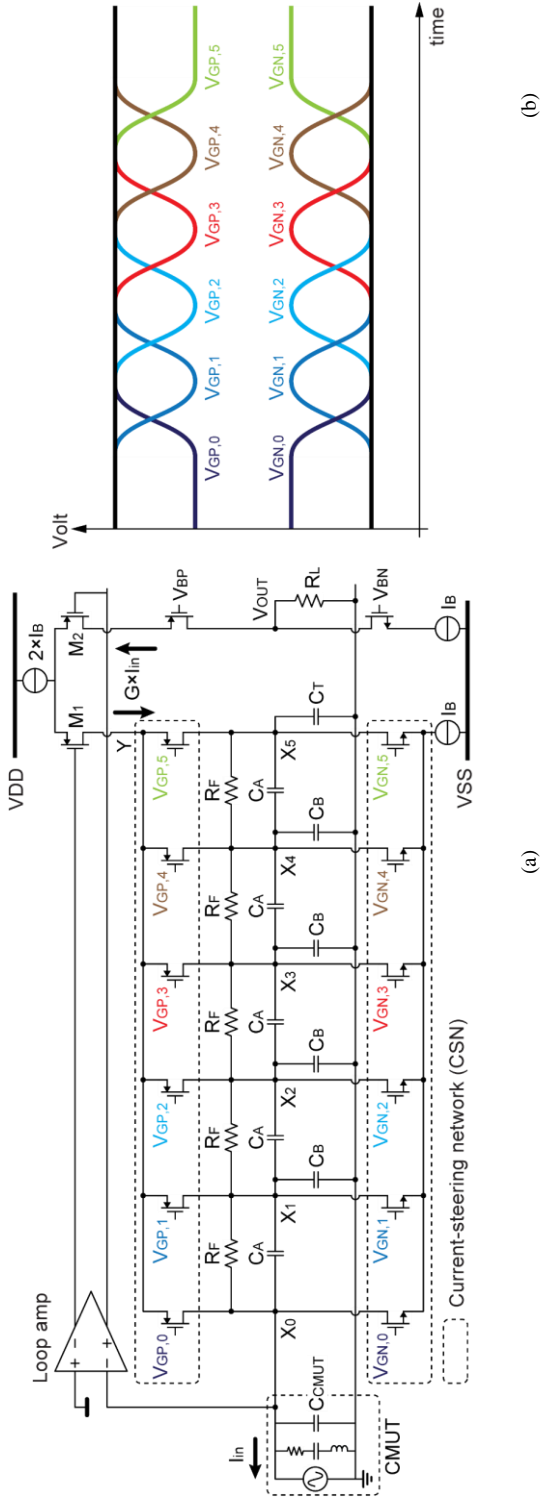 VDD
2×IB
M1
M2
Loop amp
+
−
−
+
Y
G×Iin
VGP,0
VGP,1
VGP,2
VGP,3
VGP,4
VGP,5
VBP
RF
RF
RF
RF
RF
VOUT
CA
CA
CA
CA
CA
RL
Iin
X0
X1
X2
X3
X4
X5
CT
CCMUT
CB
CB
CB
CB
CMUT
VGN,0
VGN,1
VGN,2
VGN,3
VGN,4
VGN,5
VBN
IB
IB
VSS
Current-steering network (CSN)
(a)
Volt
VGP,0
VGP,1
VGP,2
VGP,3
VGP,4
VGP,5
VGN,0
VGN,1
VGN,2
VGN,3
VGN,4
VGN,5
time
(b)